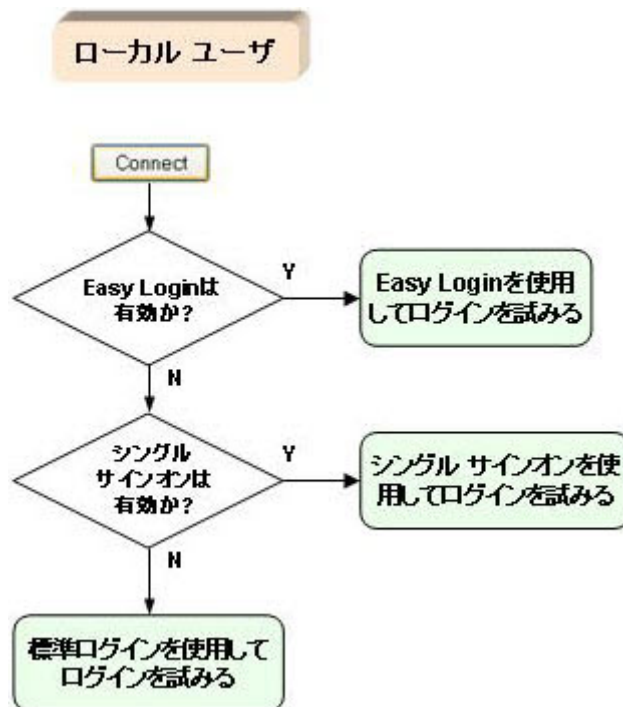 ローカル ユーザ
Connect
Easy Loginは
有効か?
Y
Easy Loginを使用
してログインを試みる
N
シングル
サインオンは
有効か?
Y
シングル サインオンを使
用してログインを試みる
N
標準ログインを使用して
ログインを試みる